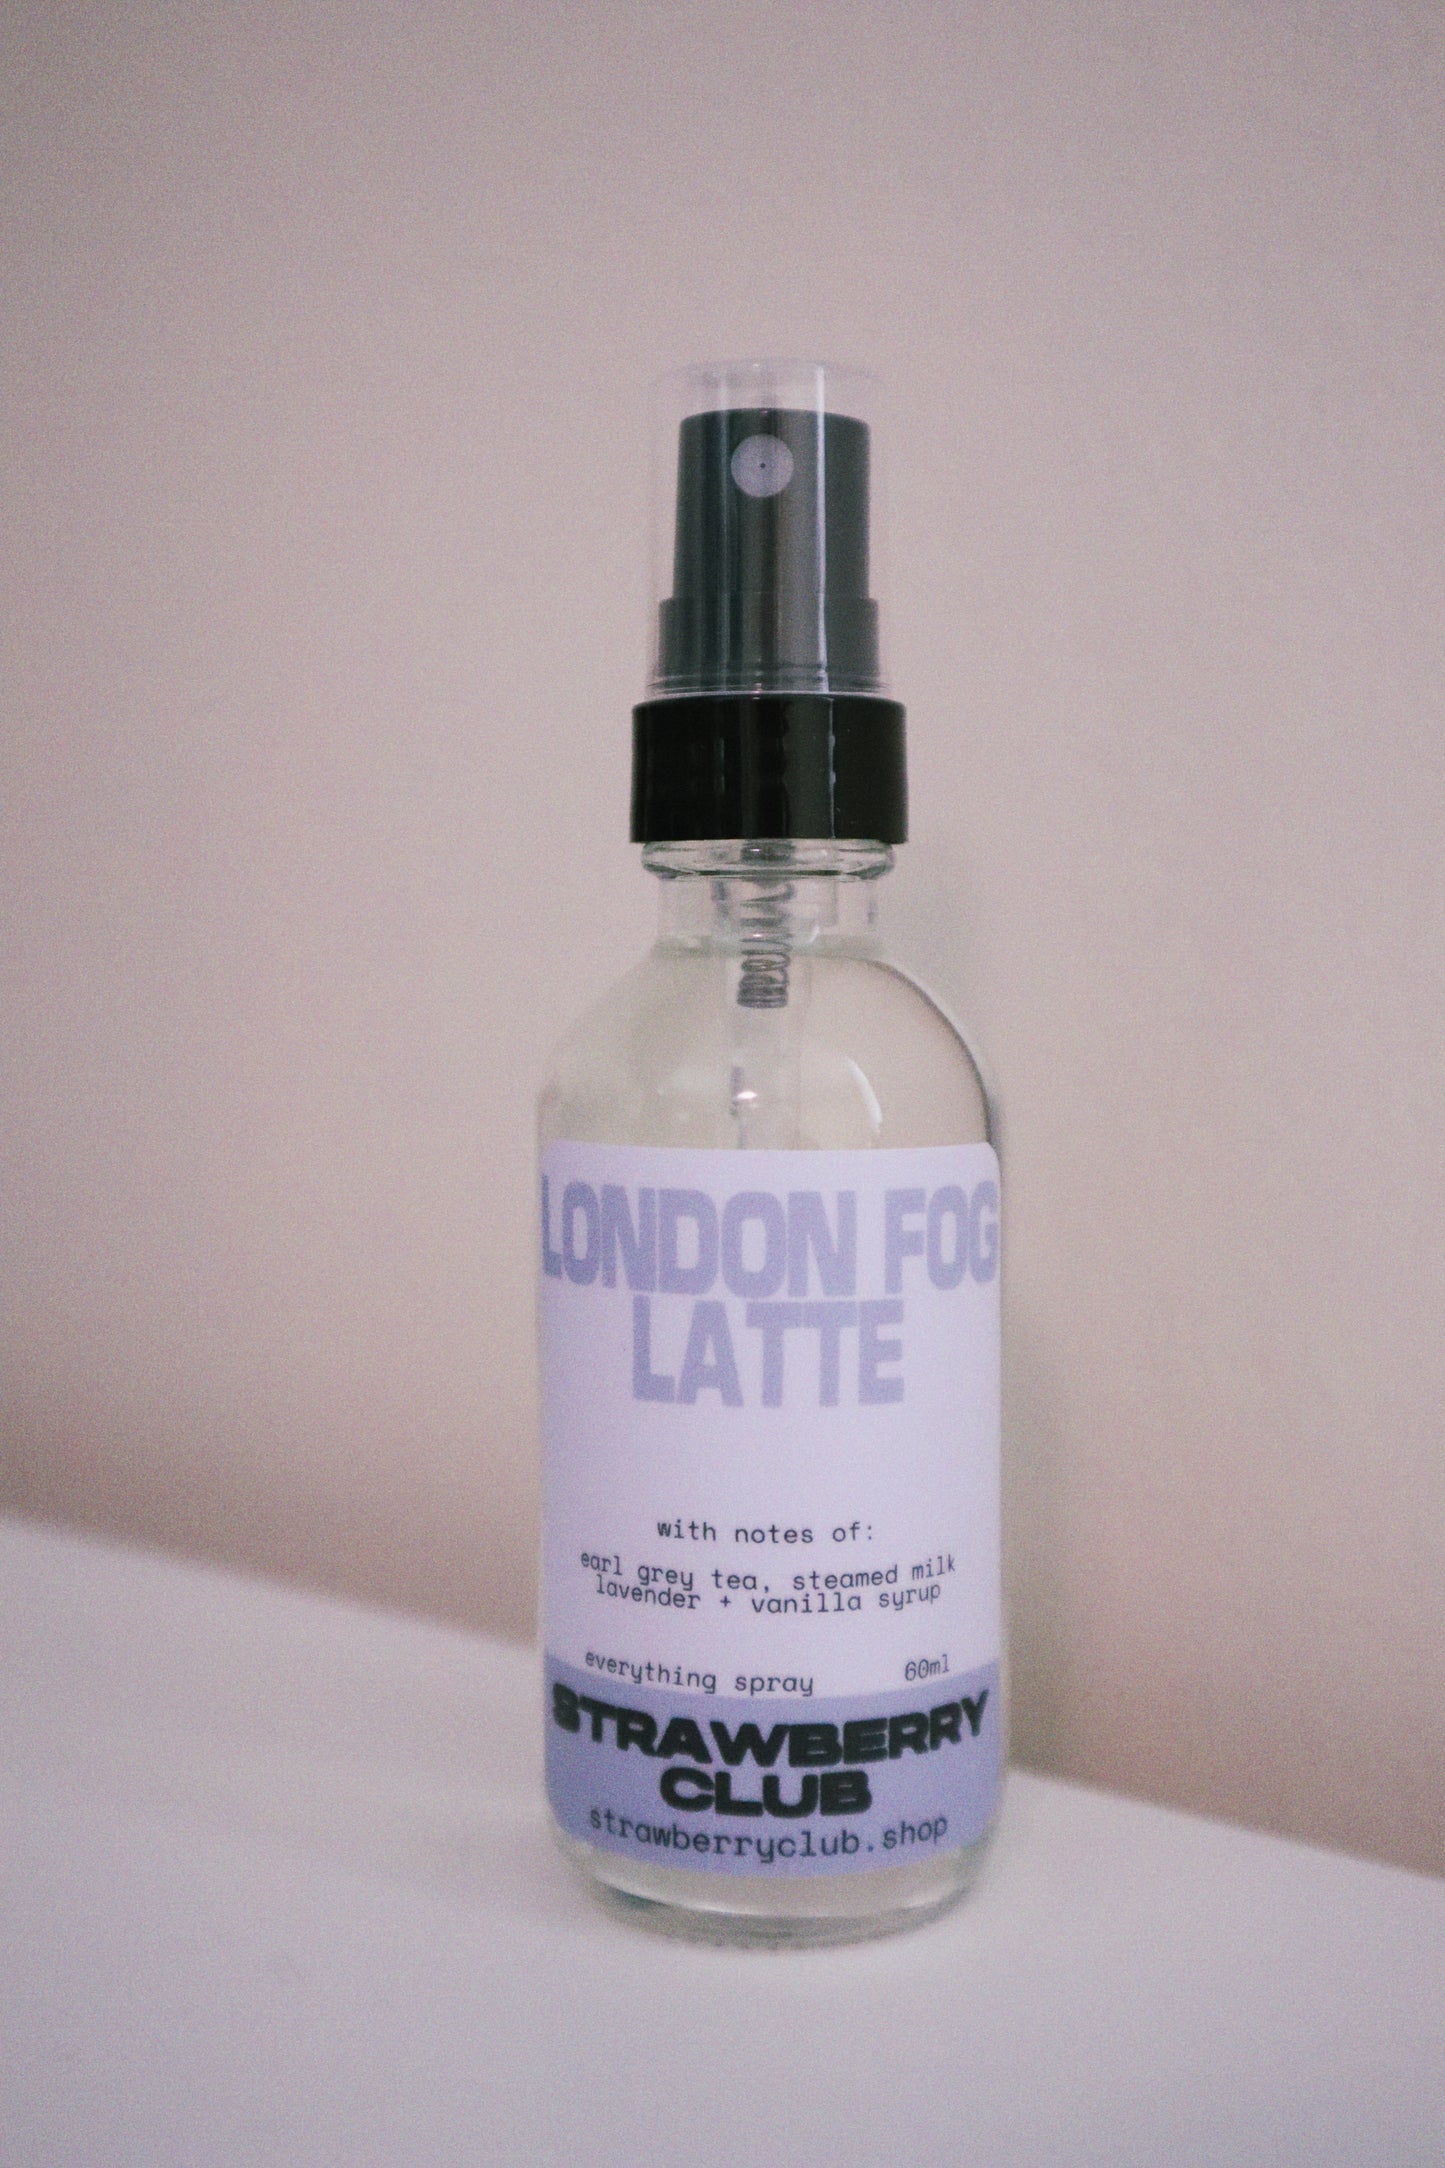 LONDON FOG
LATTE
with notes of:
earl grey tea, steamed milk
lavender + vanilla syrup
everything spray 60ml
STRAWBERRY
CLUB
strawberryclub.shop